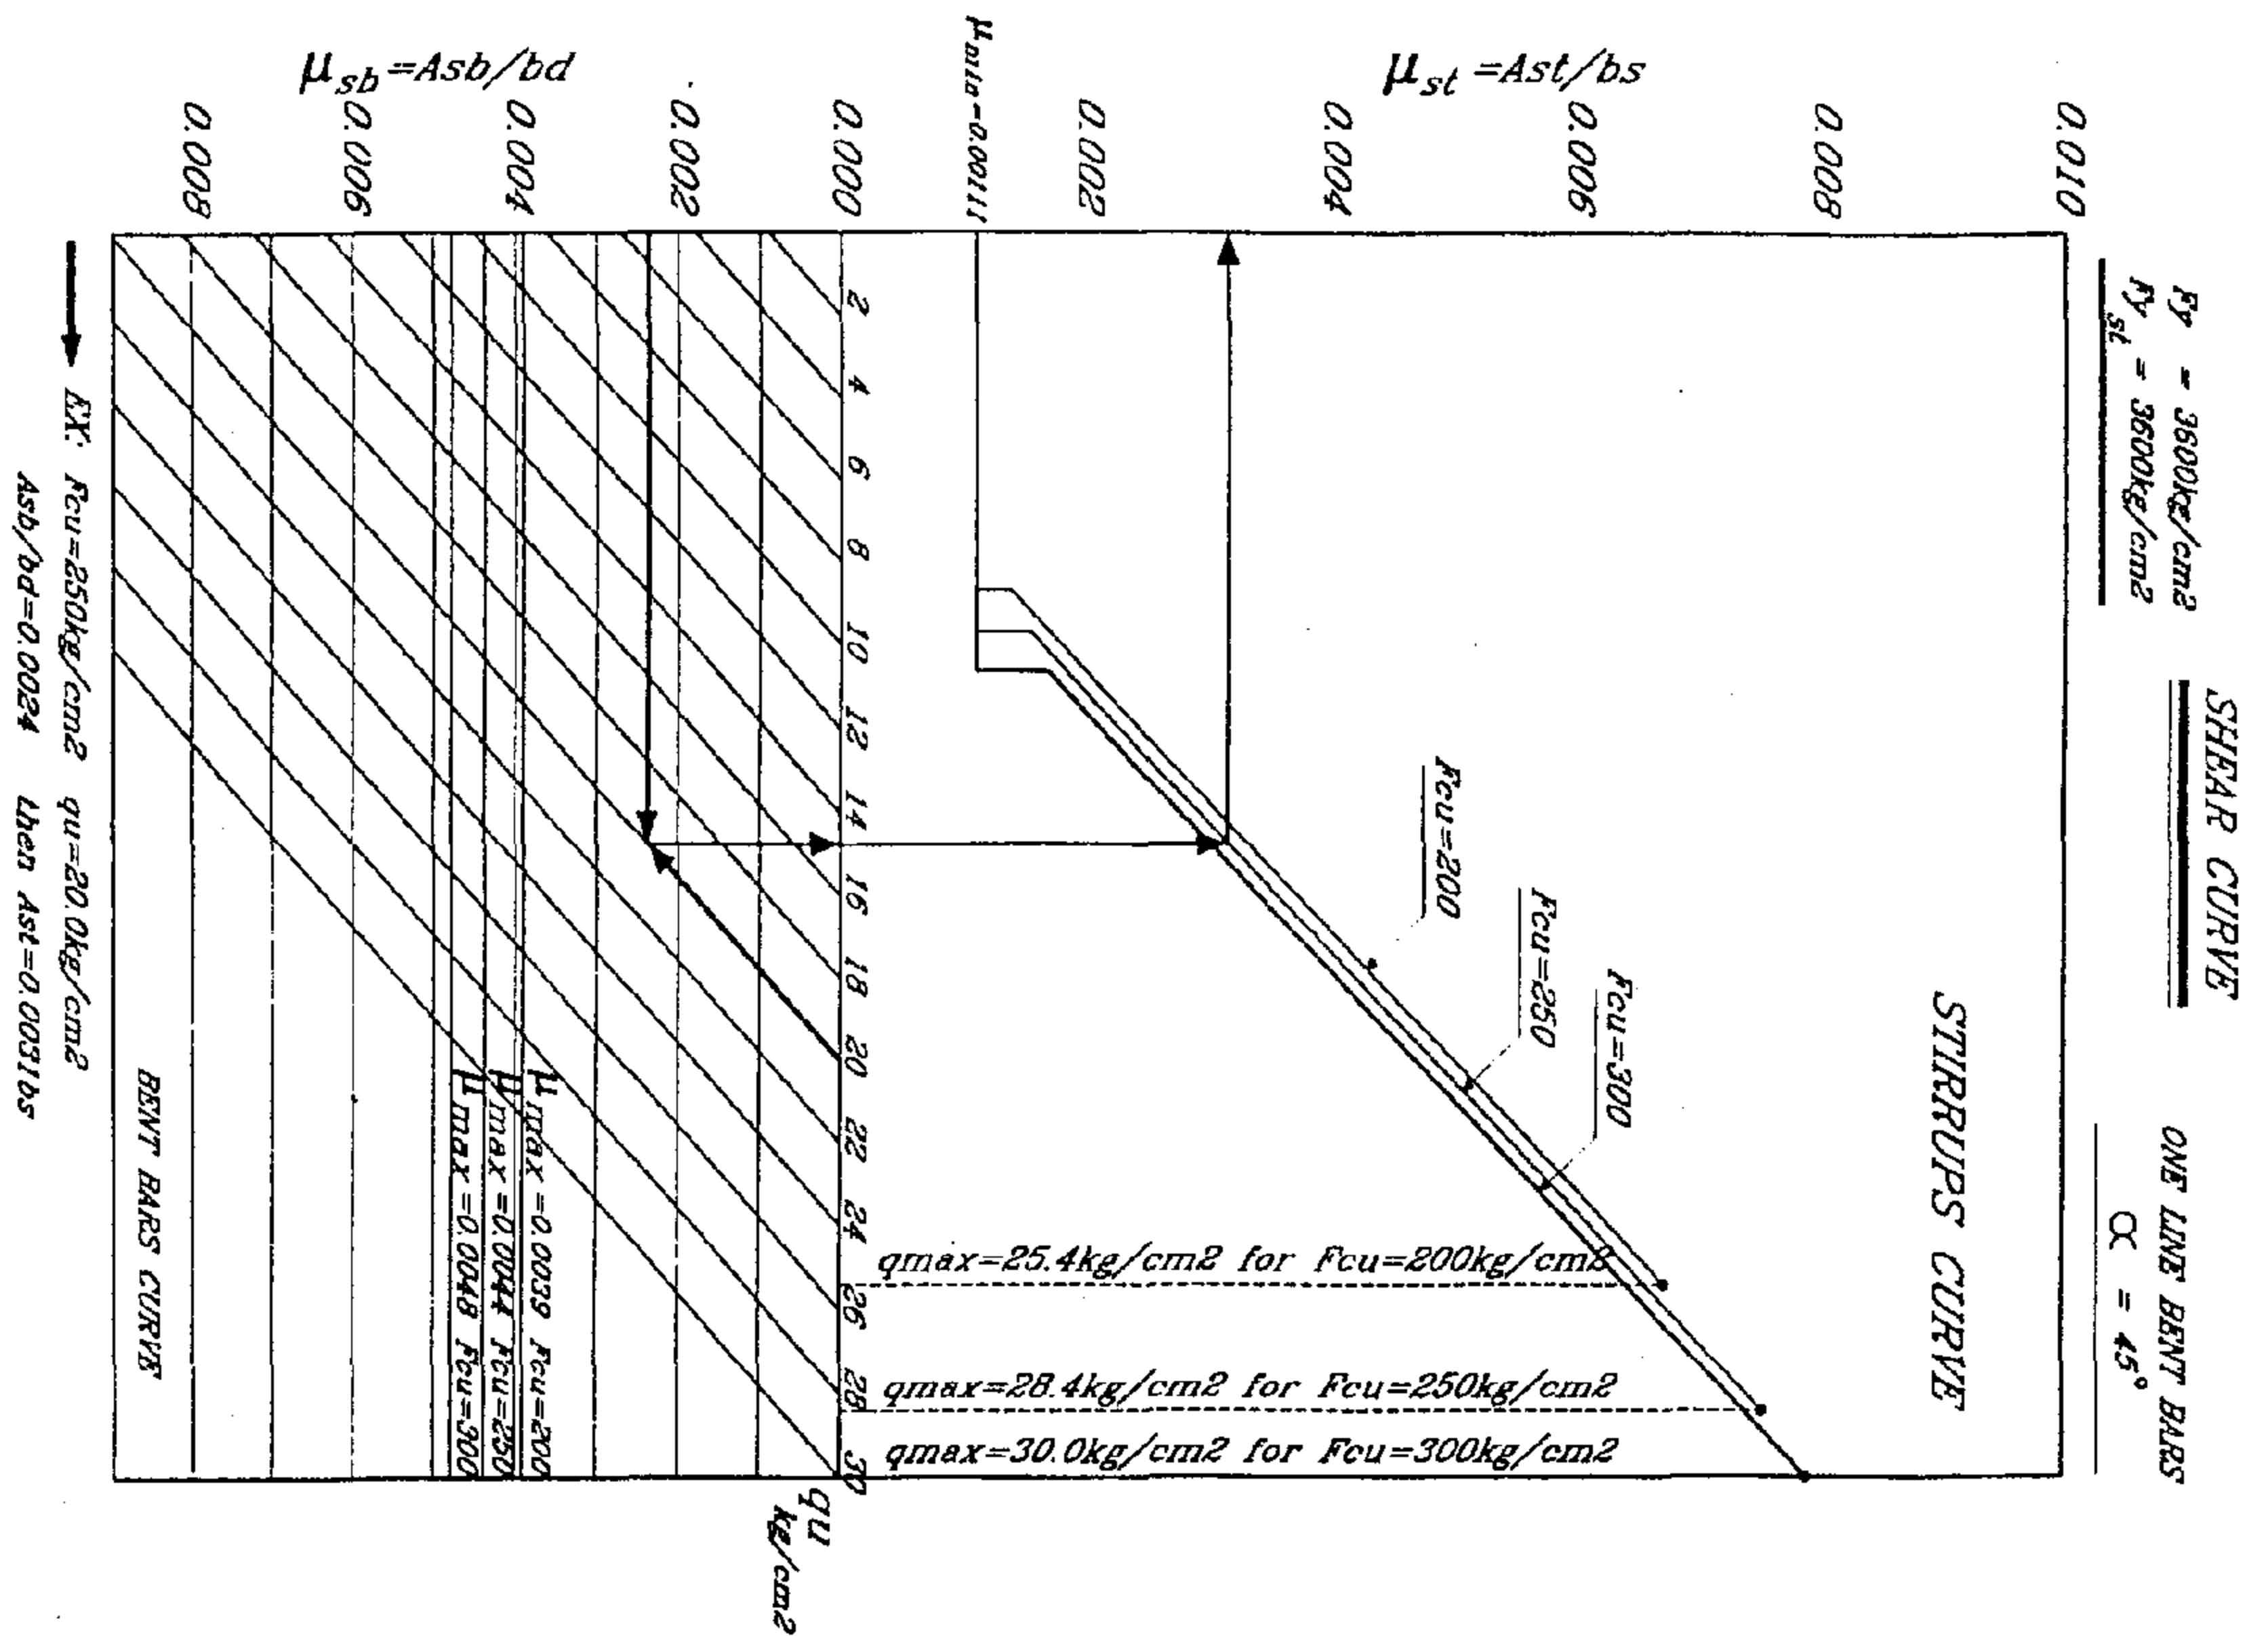 SHEAR CURVE
Fy = 3600kg/cm2
Fy st = 3600kg/cm2
ONE LINE BENT BARS
α = 45°
STIRRUPS CURVE
μst =Ast/bs
0.010
0.008
0.006
0.004
0.002
μmin=0.00111
0.000
0.002
0.004
0.006
0.008
μsb =Asb/bd
Fcu=200
Fcu=250
Fcu=300
qmax=25.4kg/cm2 for Fcu=200kg/cm2
qmax=28.4kg/cm2 for Fcu=250kg/cm2
qmax=30.0kg/cm2 for Fcu=300kg/cm2
2 4 6 8 10 12 14 16 18 20 22 24 26 28 30
qu
kg/cm2
μmax =0.0039 Fcu=200
μmax =0.0044 Fcu=250
μmax =0.0048 Fcu=300
BENT BARS CURVE
EX: Fcu=250kg/cm2 qu=20.0kg/cm2
Asb/bd=0.0024 then Ast=0.0031bs